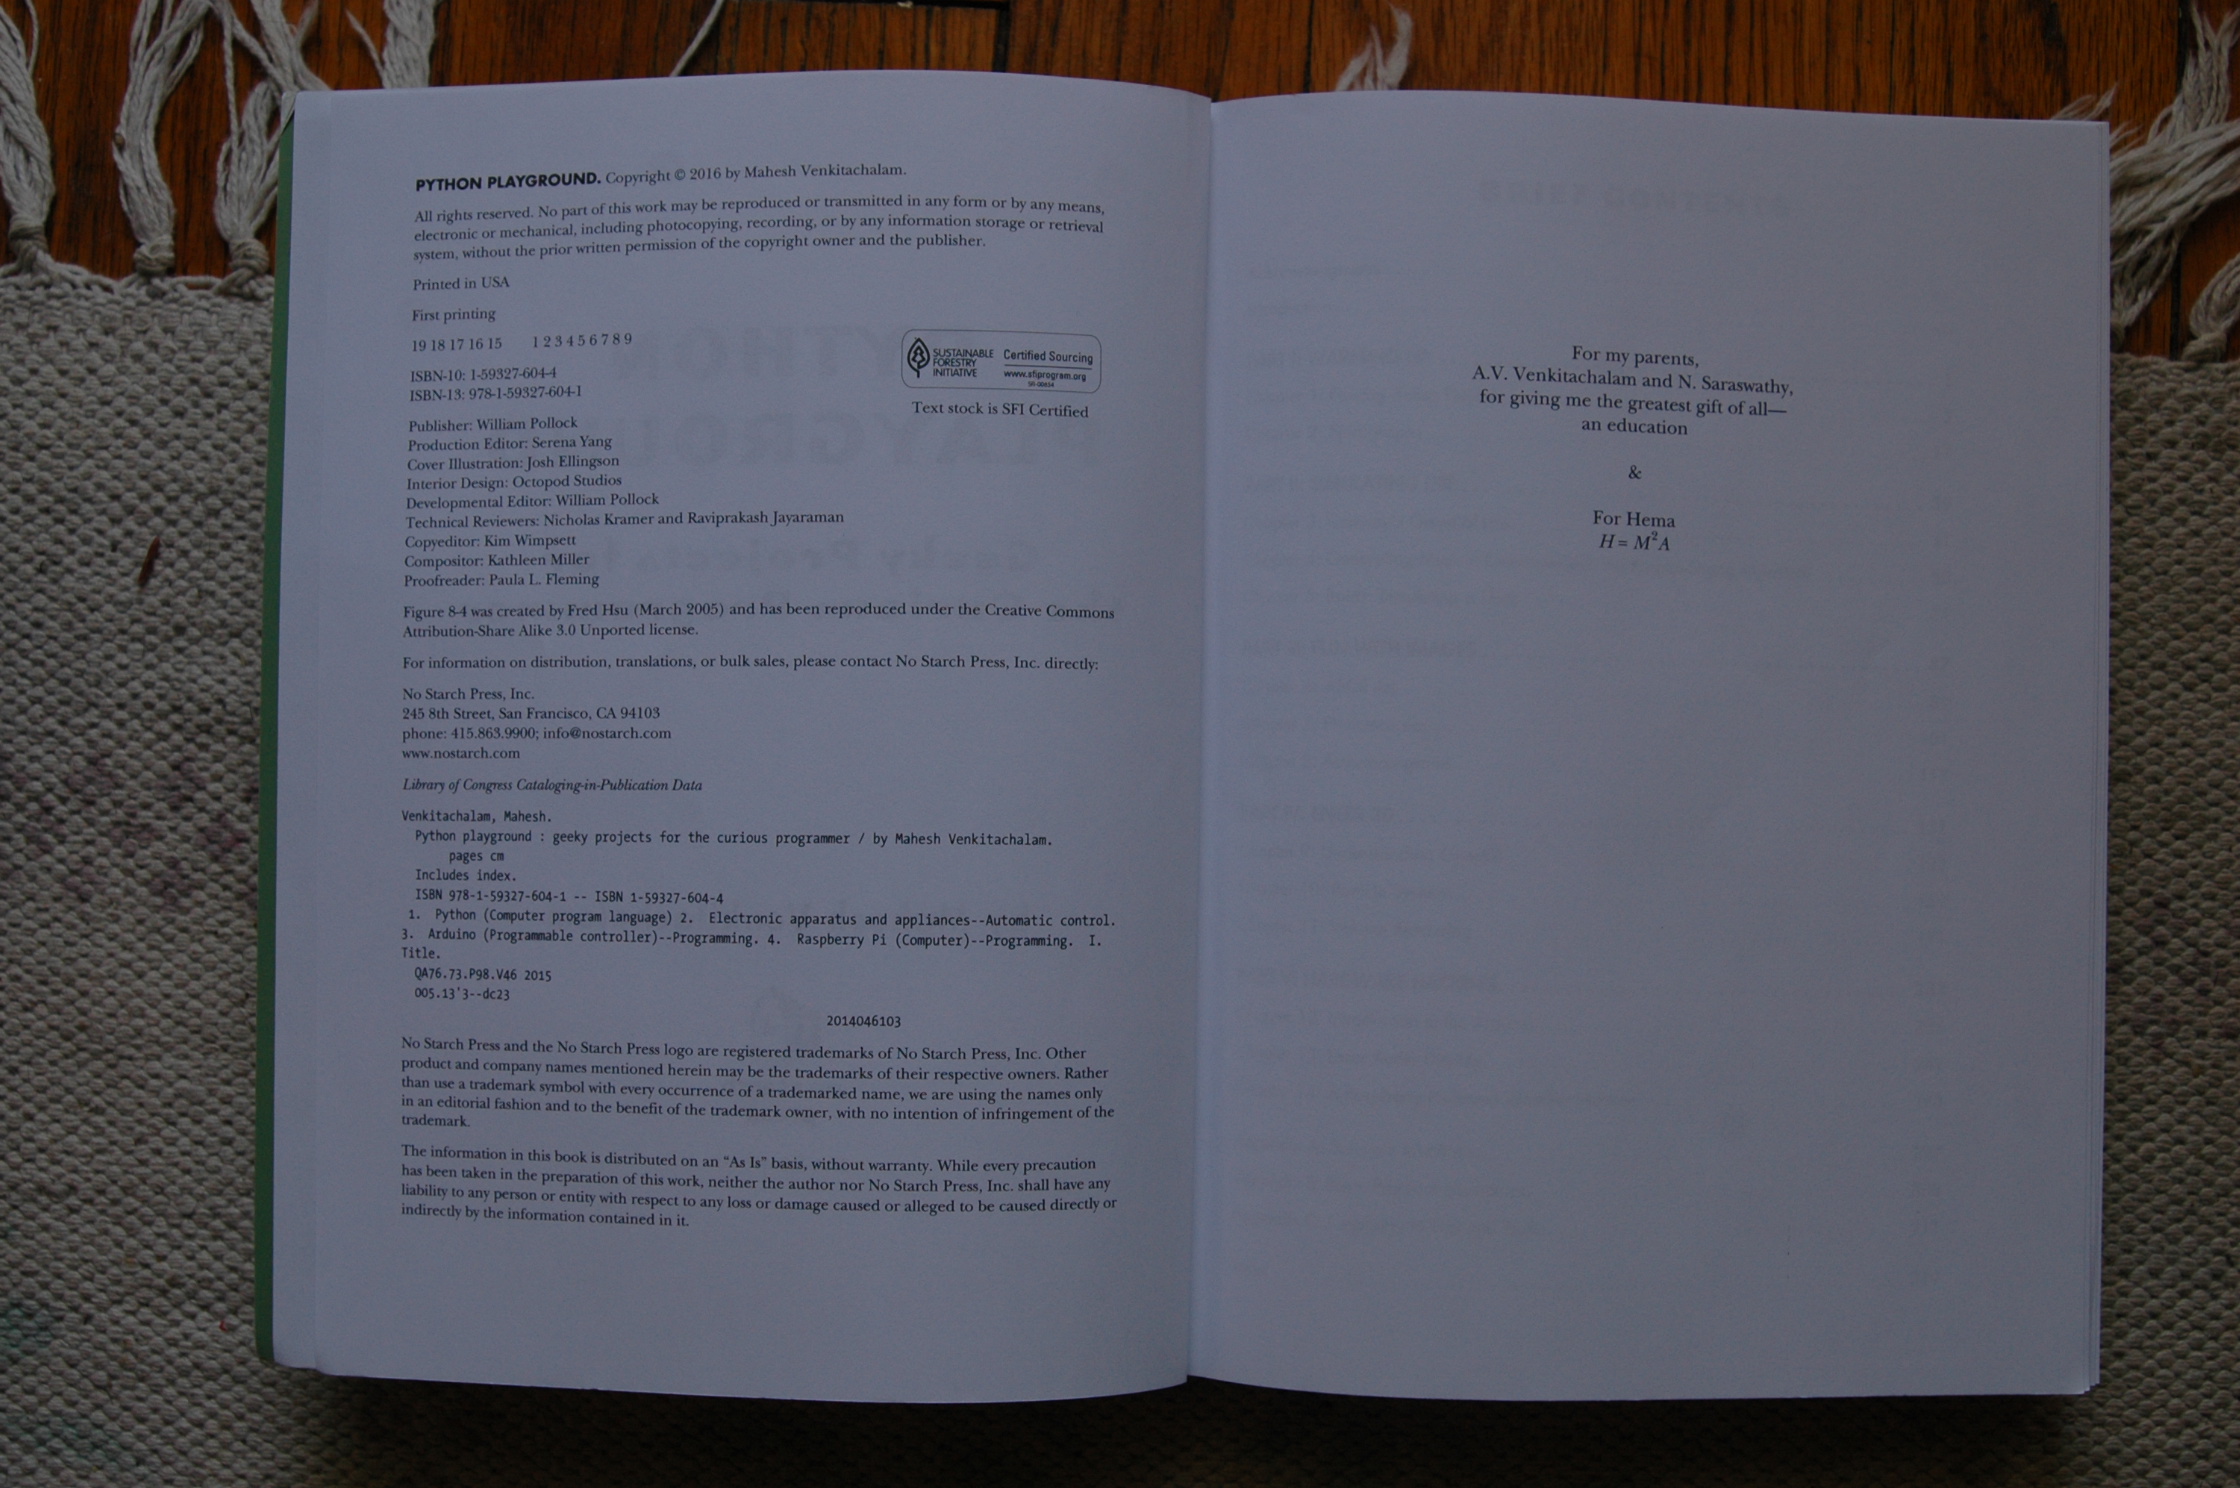 PYTHON PLAYGROUND. Copyright © 2016 by Mahesh Venkitachalam.
All rights reserved. No part of this work may be reproduced or transmitted in any form or by any means,
electronic or mechanical, including photocopying, recording, or by any information storage or retrieval
system, without the prior written permission of the copyright owner and the publisher.
Printed in USA
First printing
19 18 17 16 15 1 2 3 4 5 6 7 8 9
ISBN-10: 1-59327-604-4
ISBN-13: 978-1-59327-604-1
SUSTAINABLE
FORESTRY
INITIATIVE
Certified Sourcing
www.sfiprogram.org
SFI-00854
Text stock is SFI Certified
Publisher: William Pollock
Production Editor: Serena Yang
Cover Illustration: Josh Ellingson
Interior Design: Octopod Studios
Developmental Editor: William Pollock
Technical Reviewers: Nicholas Kramer and Raviprakash Jayaraman
Copyeditor: Kim Wimpsett
Compositor: Kathleen Miller
Proofreader: Paula L. Fleming
Figure 8-4 was created by Fred Hsu (March 2005) and has been reproduced under the Creative Commons
Attribution-Share Alike 3.0 Unported license.
For information on distribution, translations, or bulk sales, please contact No Starch Press, Inc. directly:
No Starch Press, Inc.
245 8th Street, San Francisco, CA 94103
phone: 415.863.9900; info@nostarch.com
www.nostarch.com
Library of Congress Cataloging-in-Publication Data
Venkitachalam, Mahesh.
Python playground : geeky projects for the curious programmer / by Mahesh Venkitachalam.
pages cm
Includes index.
ISBN 978-1-59327-604-1 -- ISBN 1-59327-604-4
1. Python (Computer program language) 2. Electronic apparatus and appliances--Automatic control.
3. Arduino (Programmable controller)--Programming. 4. Raspberry Pi (Computer)--Programming. I.
Title.
QA76.73.P98.V46 2015
005.13'3--dc23
2014046103
No Starch Press and the No Starch Press logo are registered trademarks of No Starch Press, Inc. Other
product and company names mentioned herein may be the trademarks of their respective owners. Rather
than use a trademark symbol with every occurrence of a trademarked name, we are using the names only
in an editorial fashion and to the benefit of the trademark owner, with no intention of infringement of the
trademark.
The information in this book is distributed on an “As Is” basis, without warranty. While every precaution
has been taken in the preparation of this work, neither the author nor No Starch Press, Inc. shall have any
liability to any person or entity with respect to any loss or damage caused or alleged to be caused directly or
indirectly by the information contained in it.
For my parents,
A.V. Venkitachalam and N. Saraswathy,
for giving me the greatest gift of all—
an education
&
For Hema
H = M²A